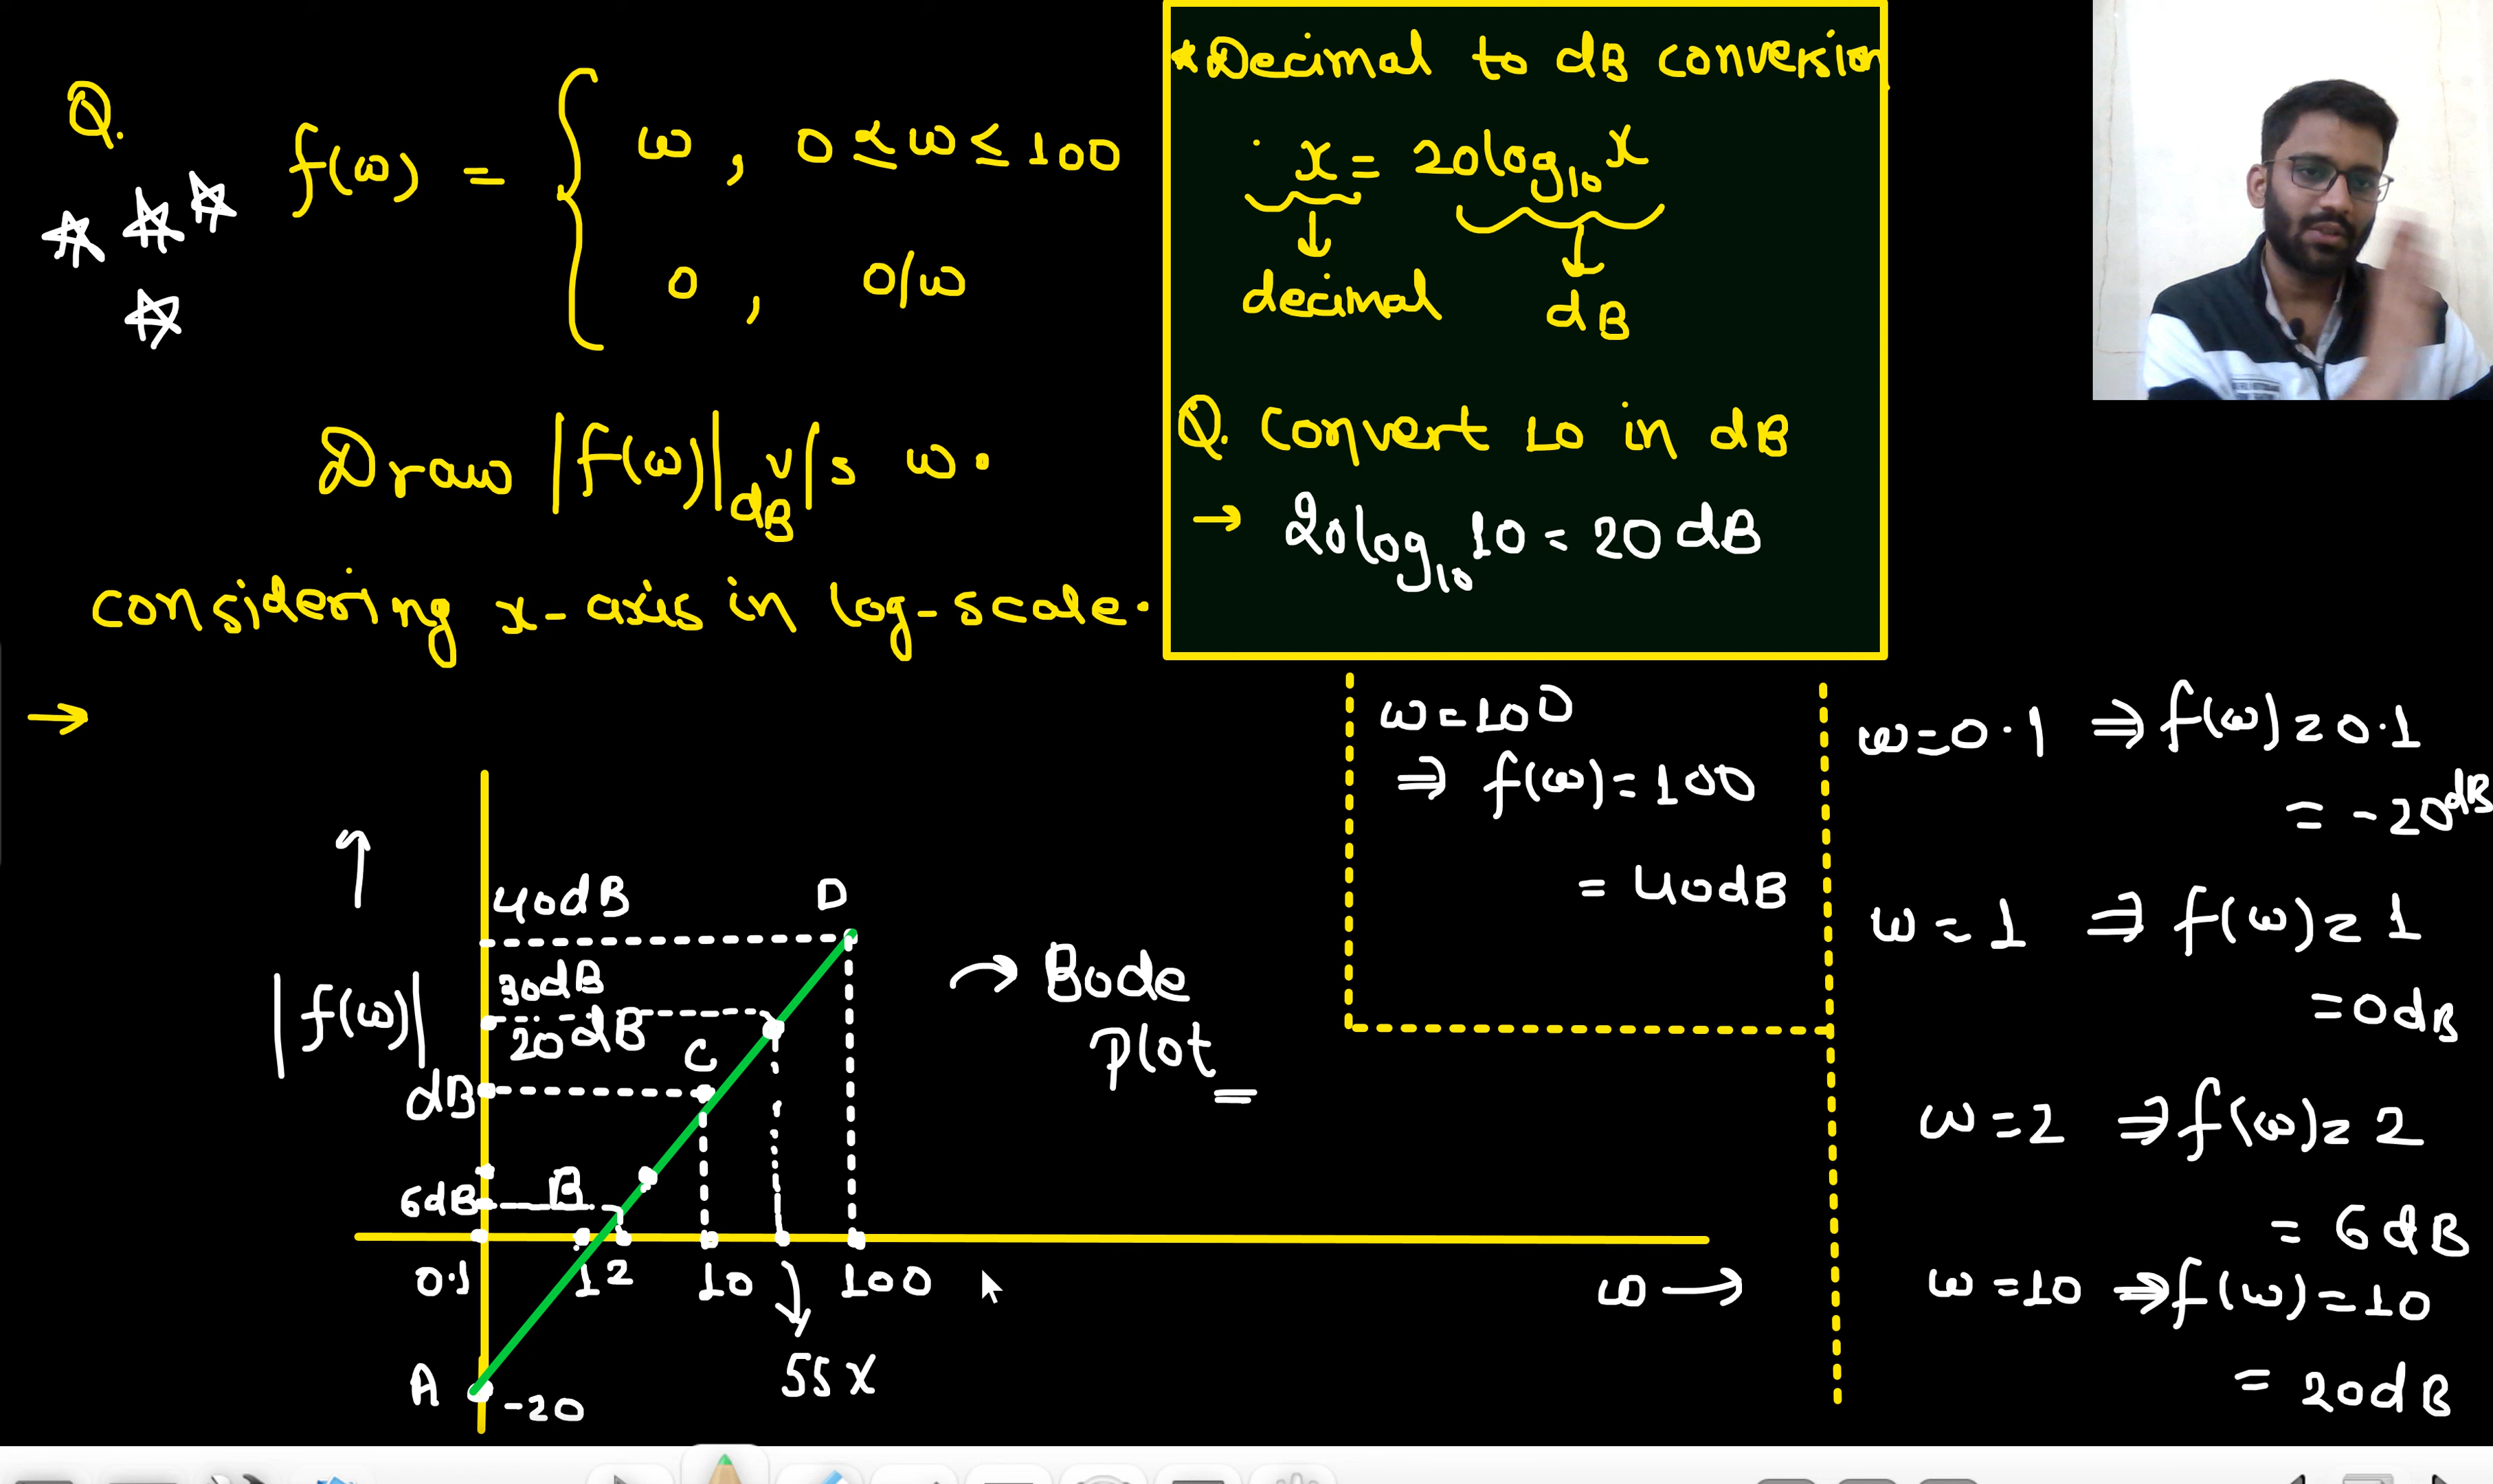 Q.
f(ω) = { ω , 0 ≤ ω ≤ 100
0 , o/ω
Draw |f(ω)|dB v/s ω.
considering x-axis in log-scale.
→
* Decimal to dB conversion
x = 20log₁₀ x
decimal dB
Q. Convert 10 in dB
→ 20log₁₀ 10 = 20 dB
ω = 100
⇒ f(ω) = 100
= 40dB
ω = 0.1 ⇒ f(ω) = 0.1
= -20dB
ω = 1 ⇒ f(ω) = 1
= 0dB
ω = 2 ⇒ f(ω) = 2
= 6dB
ω = 10 ⇒ f(ω) = 10
= 20dB
↑
|f(ω)|
dB
40dB D
30dB
20dB C
6dB B
0.1 1 2 10 100
ω →
55 X
A -20
→ Bode
plot